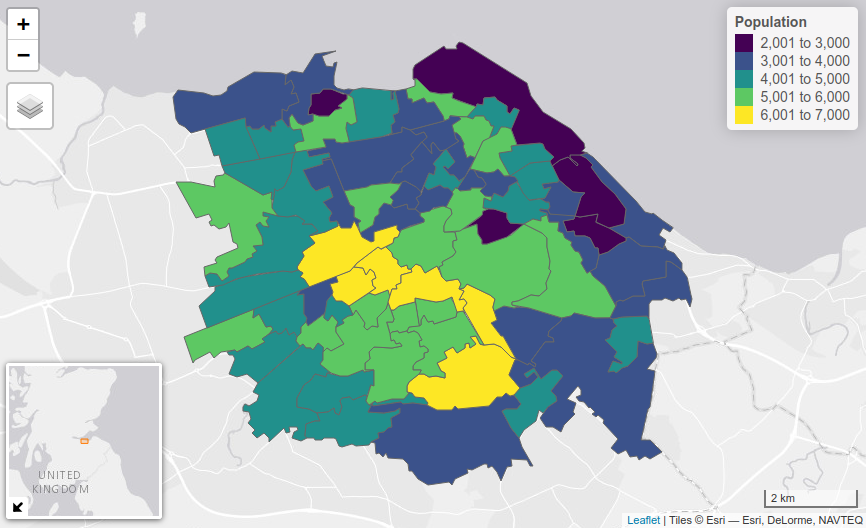 +
−
Population
2,001 to 3,000
3,001 to 4,000
4,001 to 5,000
5,001 to 6,000
6,001 to 7,000
UNITED
KINGDOM
2 km
Leaflet | Tiles © Esri — Esri, DeLorme, NAVTEQ